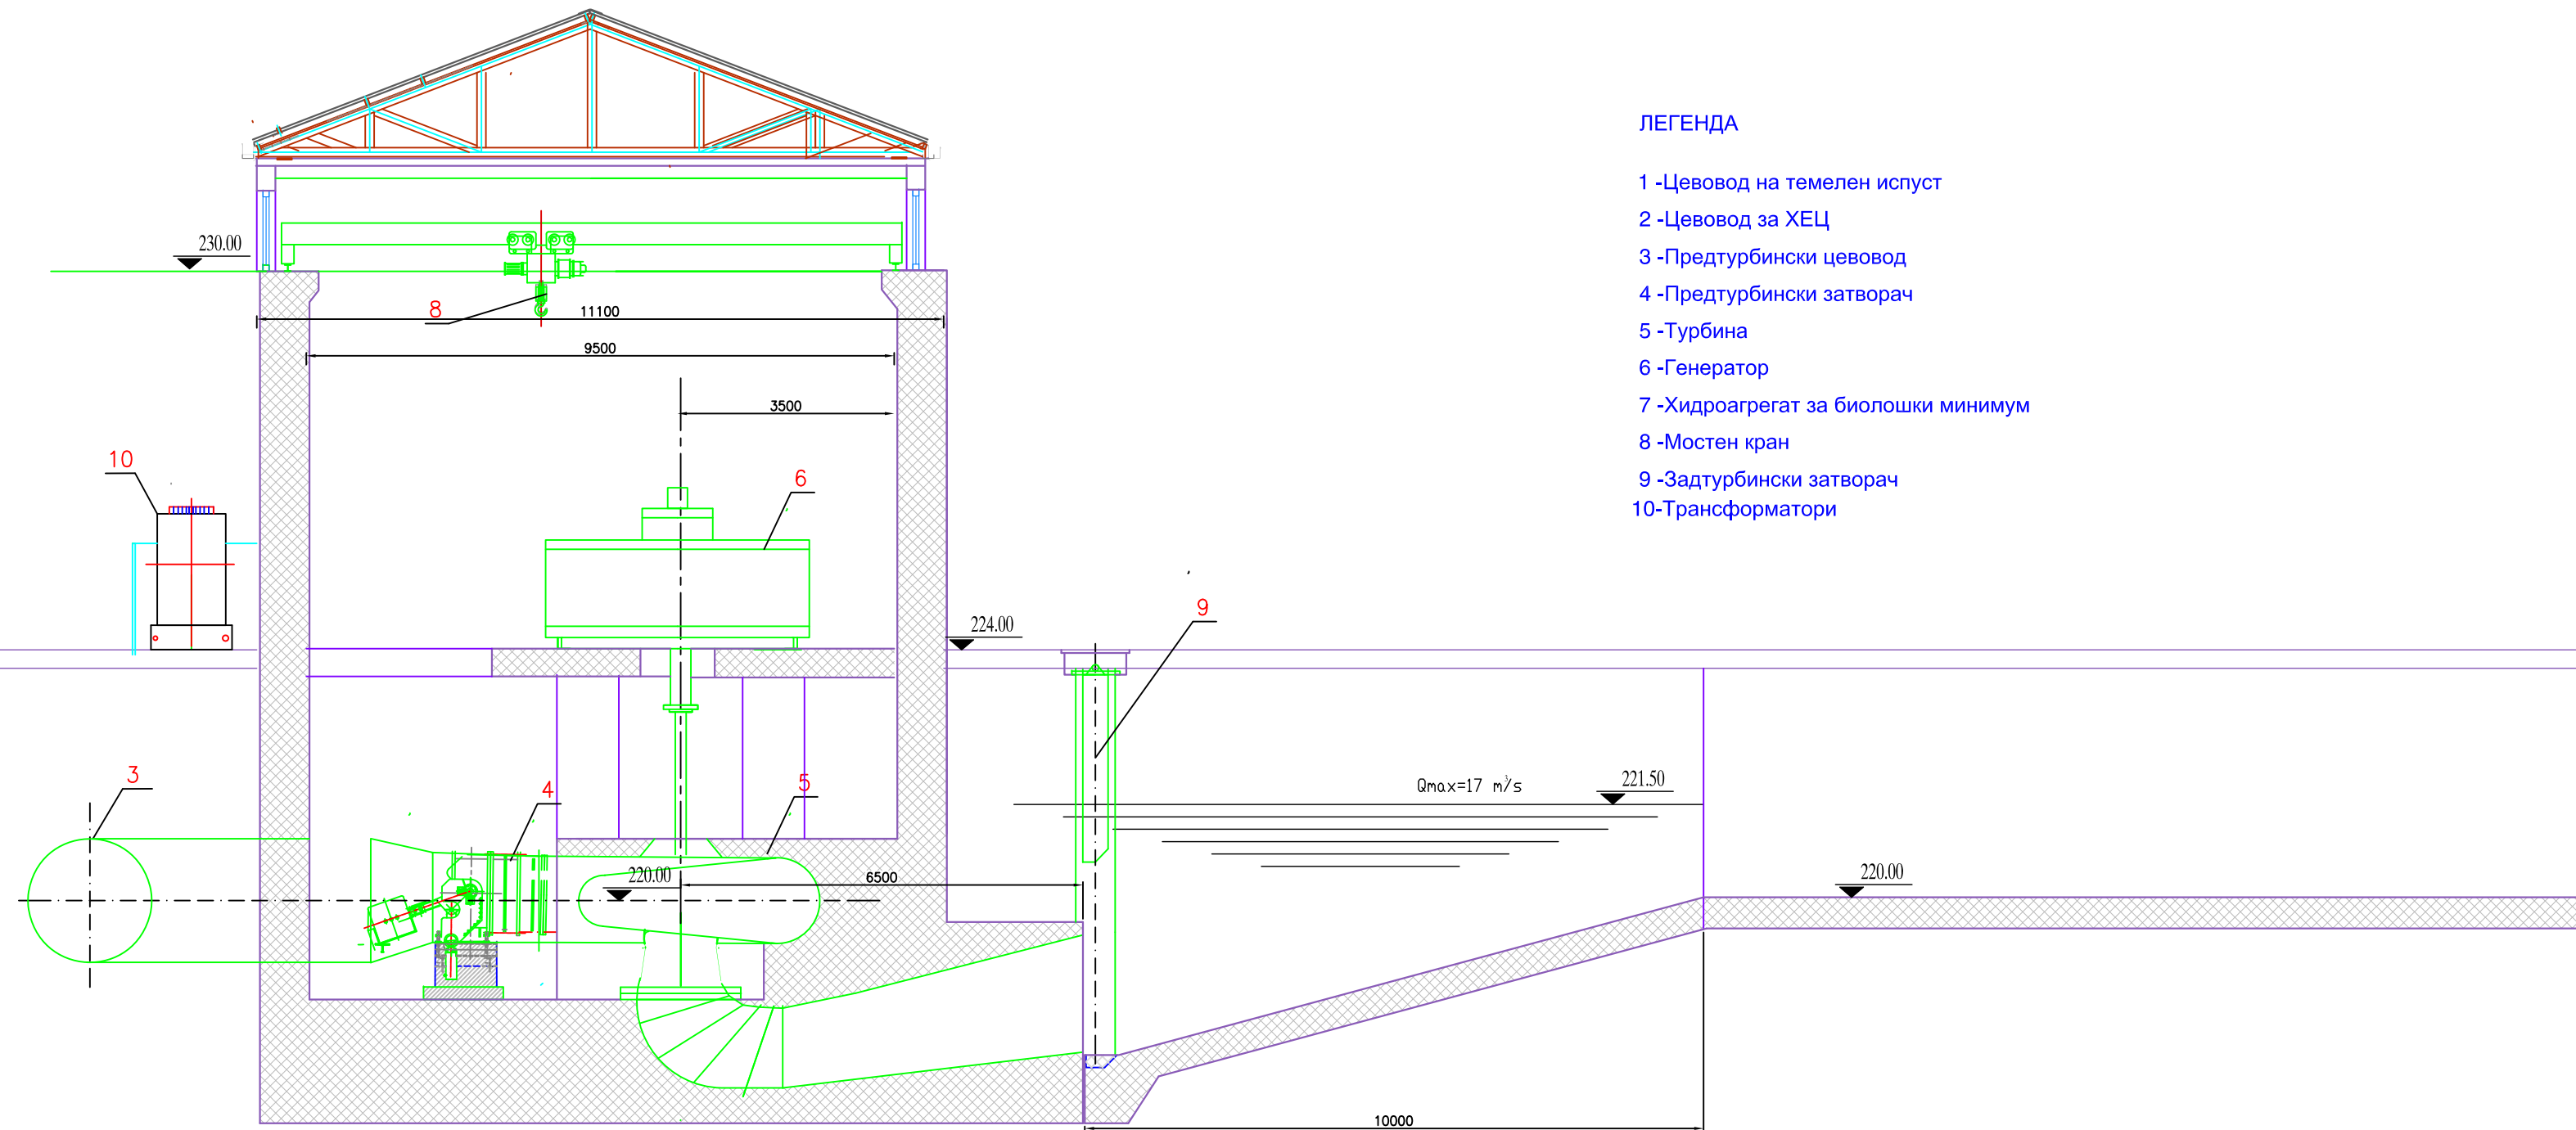 ЛЕГЕНДА
1 -Цевовод на темелен испуст
2 -Цевовод за ХЕЦ
3 -Предтурбински цевовод
4 -Предтурбински затворач
5 -Турбина
6 -Генератор
7 -Хидроагрегат за биолошки минимум
8 -Мостен кран
9 -Задтурбински затворач
10-Трансформатори
230.00
8
11100
9500
3500
10
6
9
224.00
3
4
5
Qmax=17 m³/s
221.50
220.00
6500
220.00
10000